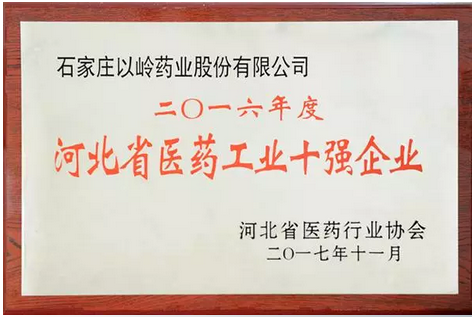 石家庄以岭药业股份有限公司
二〇一六年度
河北省医药工业十强企业
河北省医药行业协会
二〇一七年十一月